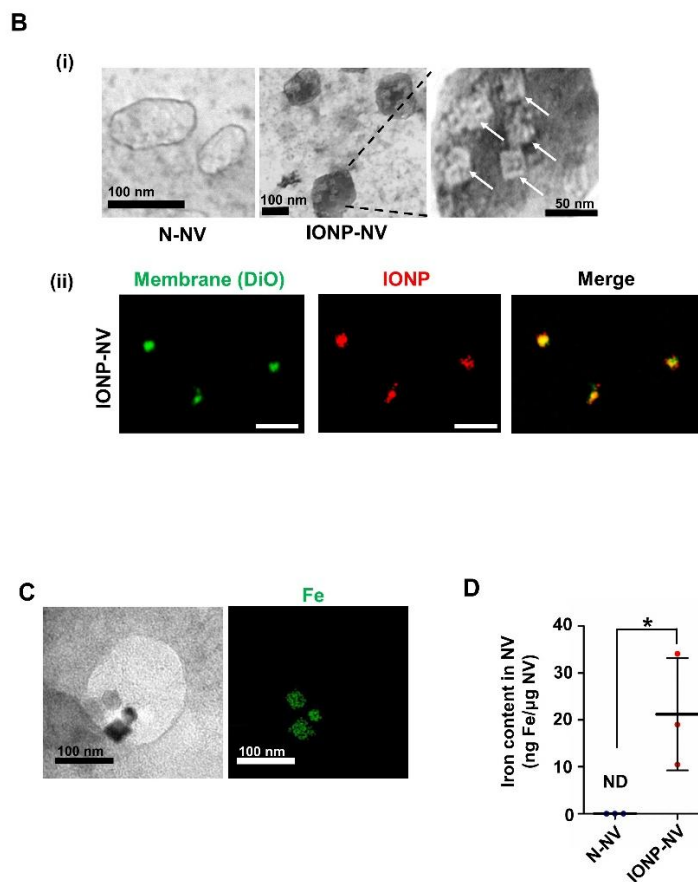 B
(i)
100 nm
100 nm
50 nm
N-NV
IONP-NV
(ii)
Membrane (DiO)
IONP
Merge
IONP-NV
C
Fe
100 nm
100 nm
D
Iron content in NV
(ng Fe/µg NV)
40
30
20
10
0
*
ND
N-NV
IONP-NV